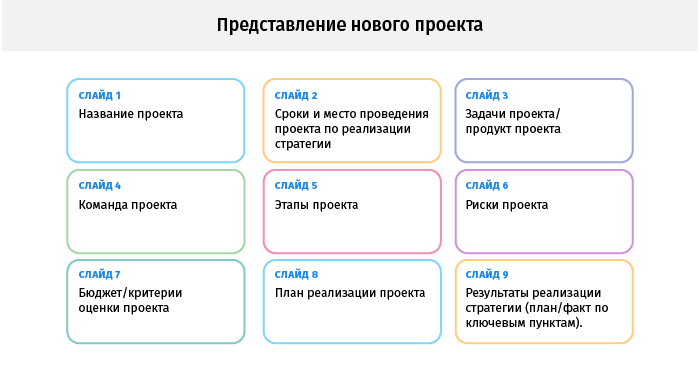 Представление нового проекта
СЛАЙД 1
Название проекта
СЛАЙД 2
Сроки и место проведения
проекта по реализации
стратегии
СЛАЙД 3
Задачи проекта/
продукт проекта
СЛАЙД 4
Команда проекта
СЛАЙД 5
Этапы проекта
СЛАЙД 6
Риски проекта
СЛАЙД 7
Бюджет/критерии
оценки проекта
СЛАЙД 8
План реализации проекта
СЛАЙД 9
Результаты реализации
стратегии (план/факт по
ключевым пунктам).